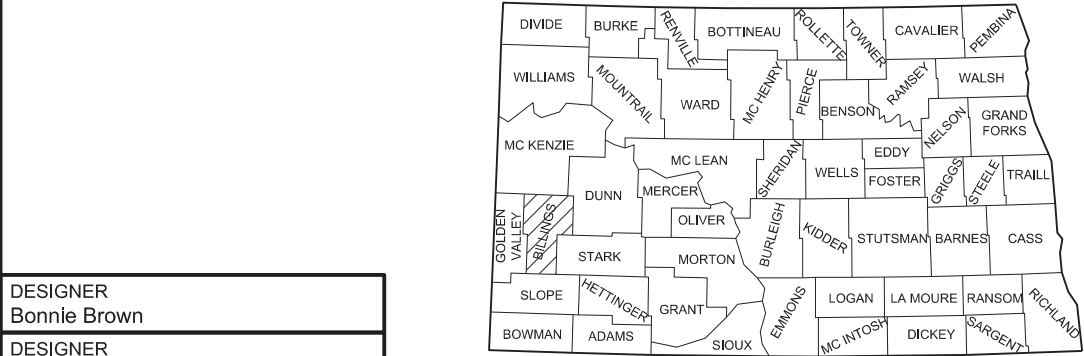 DIVIDE
BURKE
RENVILLE
BOTTINEAU
ROLLETTE
TOWNER
CAVALIER
PEMBINA
WILLIAMS
MOUNTRAIL
WARD
MC HENRY
PIERCE
BENSON
RAMSEY
WALSH
MC KENZIE
MC LEAN
SHERIDAN
WELLS
EDDY
FOSTER
NELSON
GRAND
FORKS
GRIGGS
STEELE
TRAILL
DUNN
MERCER
OLIVER
GOLDEN
VALLEY
BILLINGS
STARK
MORTON
BURLEIGH
KIDDER
STUTSMAN
BARNES
CASS
SLOPE
HETTINGER
GRANT
EMMONS
LOGAN
LA MOURE
RANSOM
RICHLAND
BOWMAN
ADAMS
SIOUX
MC INTOSH
DICKEY
SARGENT
DESIGNER
Bonnie Brown
DESIGNER